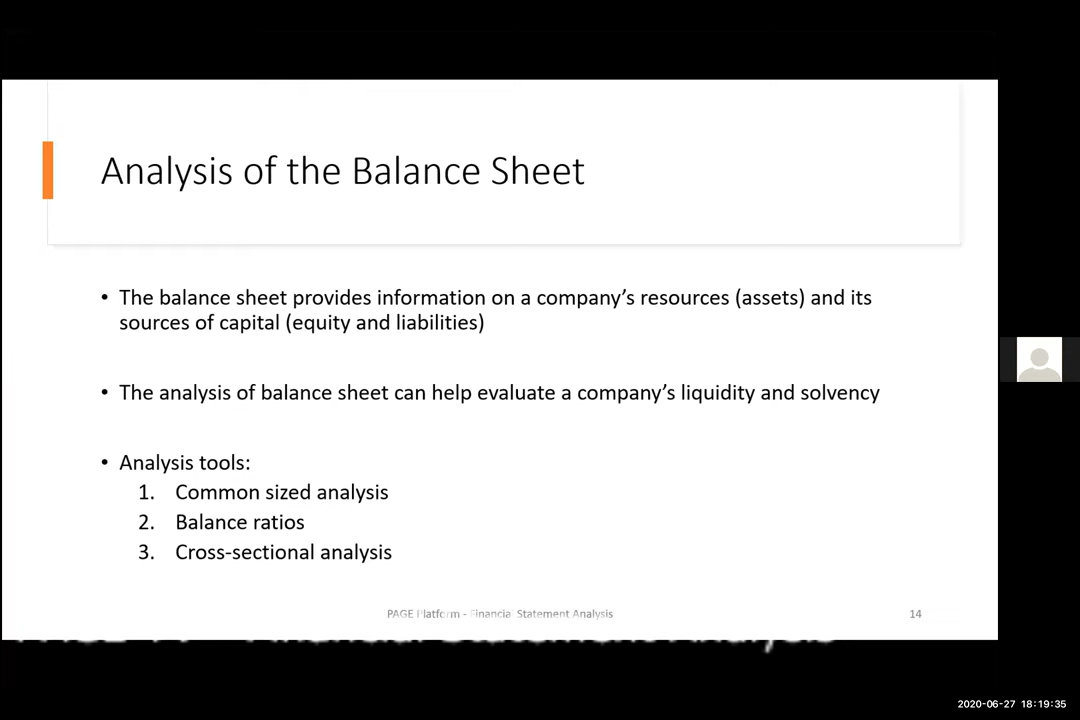 Analysis of the Balance Sheet
• The balance sheet provides information on a company's resources (assets) and its
sources of capital (equity and liabilities)
• The analysis of balance sheet can help evaluate a company's liquidity and solvency
• Analysis tools:
1. Common sized analysis
2. Balance ratios
3. Cross-sectional analysis
PAGE Platform - Financial Statement Analysis
14
Financial Statement Analysis
2020-06-27 18:19:35